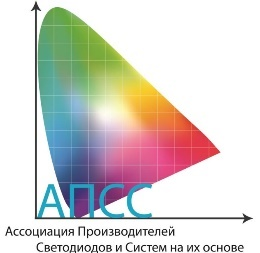 АПСС
Ассоциация Производителей
Светодиодов и Систем на их основе